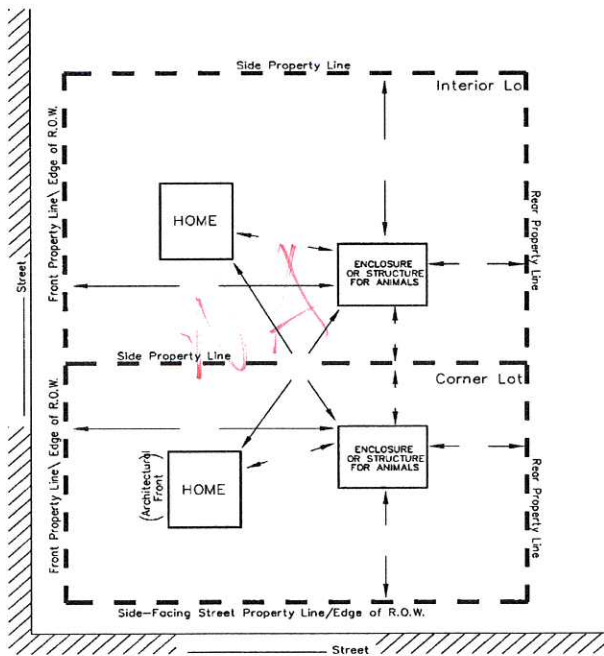 Side Property Line
Interior Lo
Front Property Line\ Edge of R.O.W.
HOME
ENCLOSURE
OR STRUCTURE
FOR ANIMALS
Rear Property Line
Street
Side Property Line
Corner Lot
Front Property Line\ Edge of R.O.W.
(Architectural
Front)
HOME
ENCLOSURE
OR STRUCTURE
FOR ANIMALS
Rear Property Line
Side-Facing Street Property Line/Edge of R.O.W.
Street